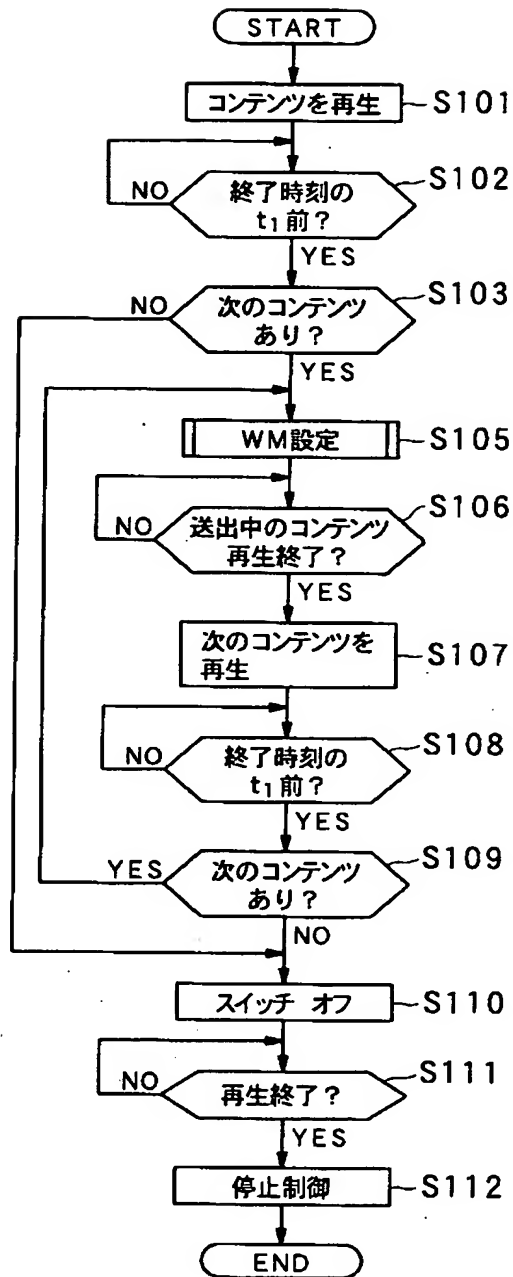 START
コンテンツを再生
S101
終了時刻の
t₁前？
S102
NO
YES
次のコンテンツ
あり？
S103
NO
YES
WM設定
S105
送出中のコンテンツ
再生終了？
S106
NO
YES
次のコンテンツを
再生
S107
終了時刻の
t₁前？
S108
NO
YES
次のコンテンツ
あり？
S109
YES
NO
スイッチ オフ
S110
再生終了？
S111
NO
YES
停止制御
S112
END